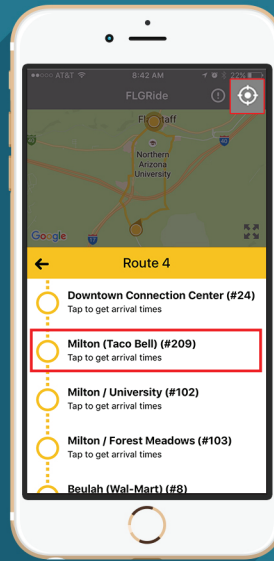 AT&T 6:42 AM 22%
FLGRide
Flagstaff
40
Northern
Arizona
University
Google
Route 4
Downtown Connection Center (#24)
Tap to get arrival times
Milton (Taco Bell) (#209)
Tap to get arrival times
Milton / University (#102)
Tap to get arrival times
Milton / Forest Meadows (#103)
Tap to get arrival times
Beulah (Wal-Mart) (#8)